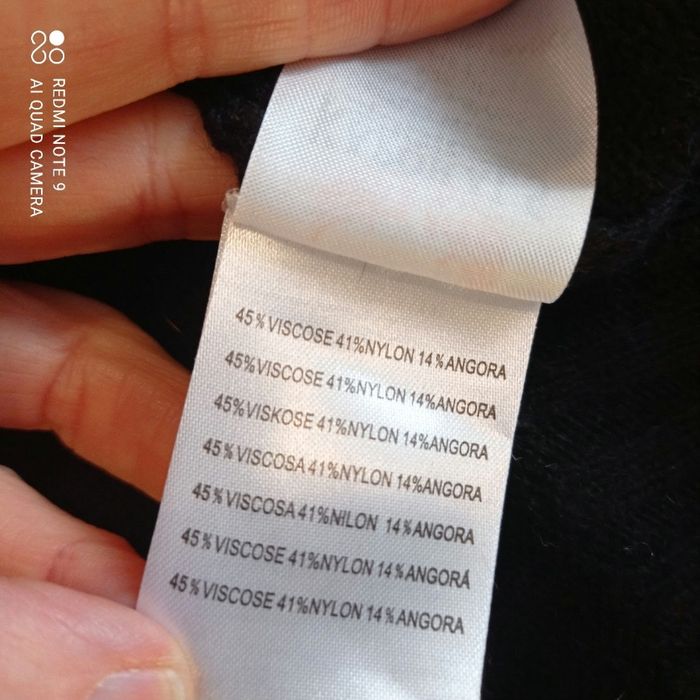 REDMI NOTE 9
AI QUAD CAMERA
45%VISCOSE 41%NYLON 14%ANGORA
45%VISCOSE 41%NYLON 14%ANGORA
45%VISKOSE 41%NYLON 14%ANGORA
45%VISCOSA 41%NYLON 14%ANGORA
45%VISCOSA 41%NILON 14%ANGORA
45%VISCOSE 41%NYLON 14%ANGORÁ
45%VISCOSE 41%NYLON 14%ANGORA